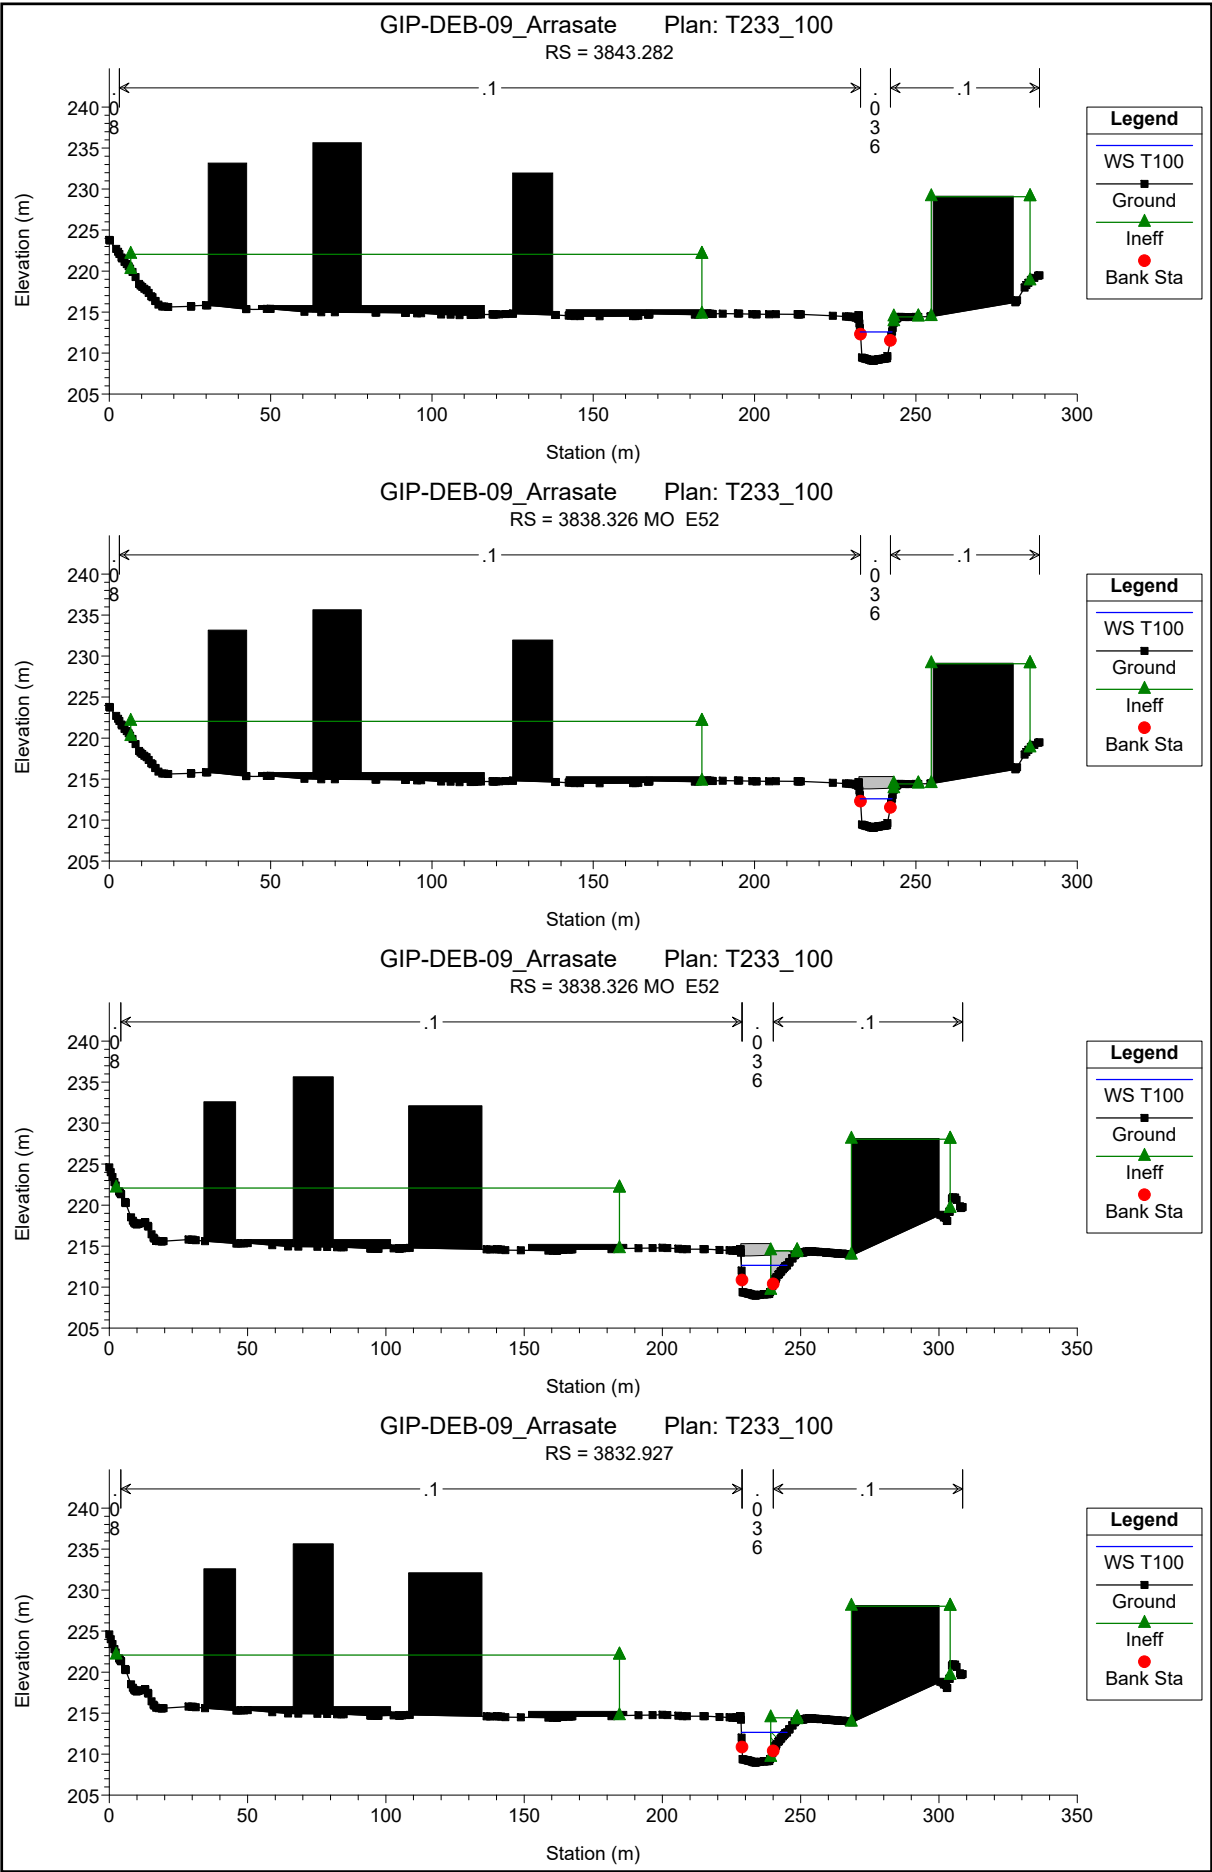 GIP-DEB-09_Arrasate Plan: T233_100
RS = 3843.282
.08
.1
.036
.1
Elevation (m)
240
235
230
225
220
215
210
205
0 50 100 150 200 250 300
Station (m)
Legend
WS T100
Ground
Ineff
Bank Sta
GIP-DEB-09_Arrasate Plan: T233_100
RS = 3838.326 MO E52
.08
.1
.036
.1
Elevation (m)
240
235
230
225
220
215
210
205
0 50 100 150 200 250 300
Station (m)
Legend
WS T100
Ground
Ineff
Bank Sta
GIP-DEB-09_Arrasate Plan: T233_100
RS = 3838.326 MO E52
.08
.1
.036
.1
Elevation (m)
240
235
230
225
220
215
210
205
0 50 100 150 200 250 300 350
Station (m)
Legend
WS T100
Ground
Ineff
Bank Sta
GIP-DEB-09_Arrasate Plan: T233_100
RS = 3832.927
.08
.1
.036
.1
Elevation (m)
240
235
230
225
220
215
210
205
0 50 100 150 200 250 300 350
Station (m)
Legend
WS T100
Ground
Ineff
Bank Sta